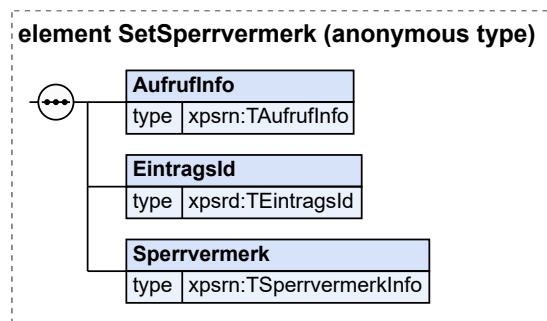 element SetSperrvermerk (anonymous type)
AufrufInfo
type xpsrn:TAufrufInfo
EintragsId
type xpsrd:TEintragsId
Sperrvermerk
type xpsrn:TSperrvermerkInfo